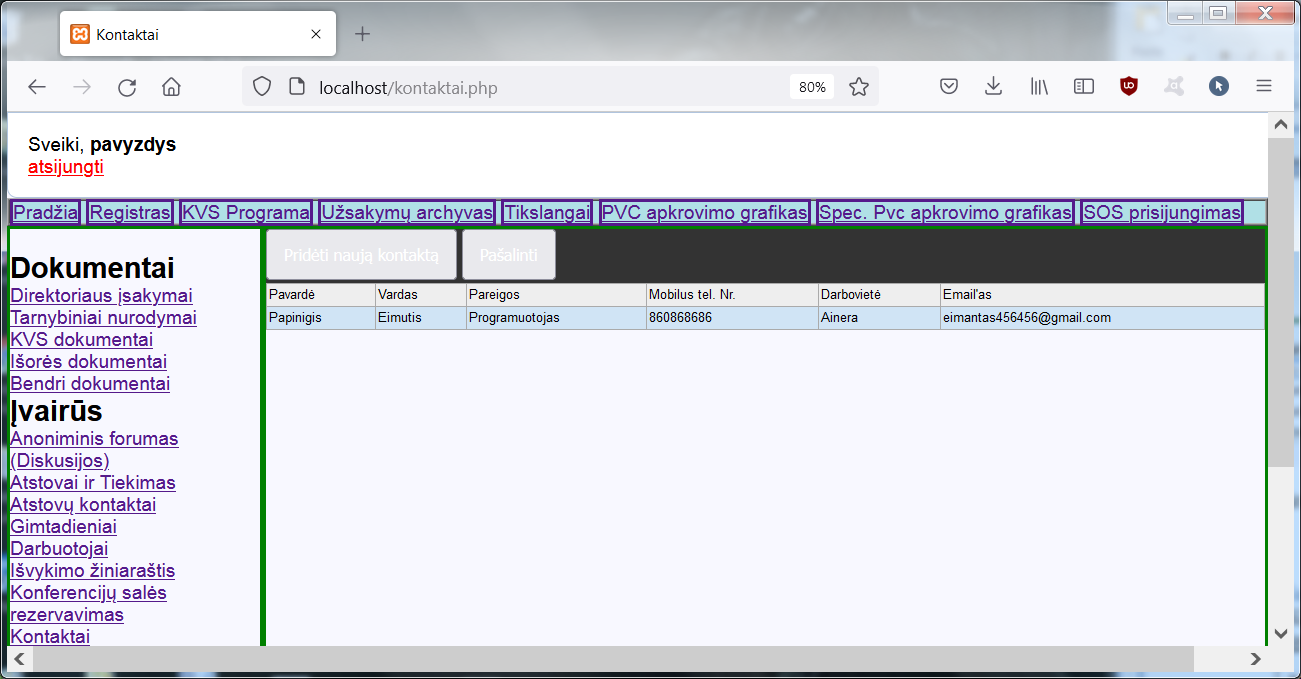 Kontaktai
localhost/kontaktai.php 80%
Sveiki, pavyzdys
atsijungti
Pradžia Registras KVS Programa Užsakymų archyvas Tikslangai PVC apkrovimo grafikas Spec. Pvc apkrovimo grafikas SOS prisijungimas
Dokumentai
Direktoriaus įsakymai
Tarnybiniai nurodymai
KVS dokumentai
Išorės dokumentai
Bendri dokumentai
Įvairūs
Anoniminis forumas
(Diskusijos)
Atstovai ir Tiekimas
Atstovų kontaktai
Gimtadieniai
Darbuotojai
Išvykimo žiniaraštis
Konferencijų salės
rezervavimas
Kontaktai
Pridėti naują kontaktą Pašalinti
Pavardė Vardas Pareigos Mobilus tel. Nr. Darbovietė Email'as
Papinigis Eimutis Programuotojas 860868686 Ainera eimantas456456@gmail.com